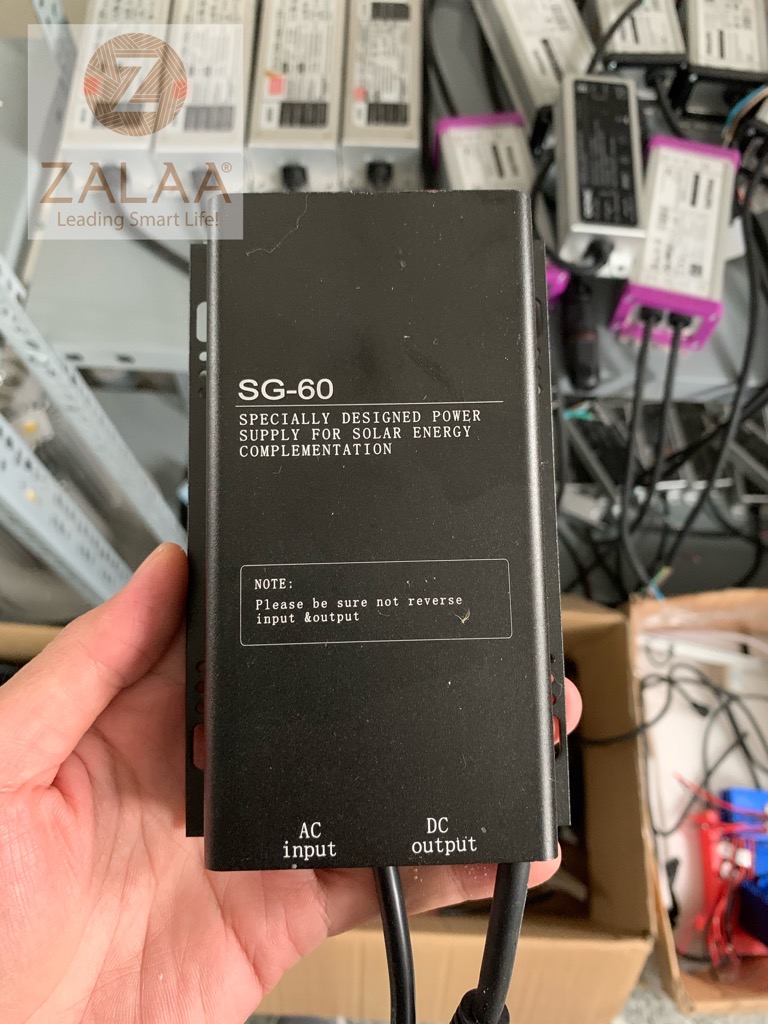 Z
ZALAA®
Leading Smart Life!
SG-60
SPECIALLY DESIGNED POWER
SUPPLY FOR SOLAR ENERGY
COMPLEMENTATION
NOTE:
Please be sure not reverse
input &output
AC
input
DC
output